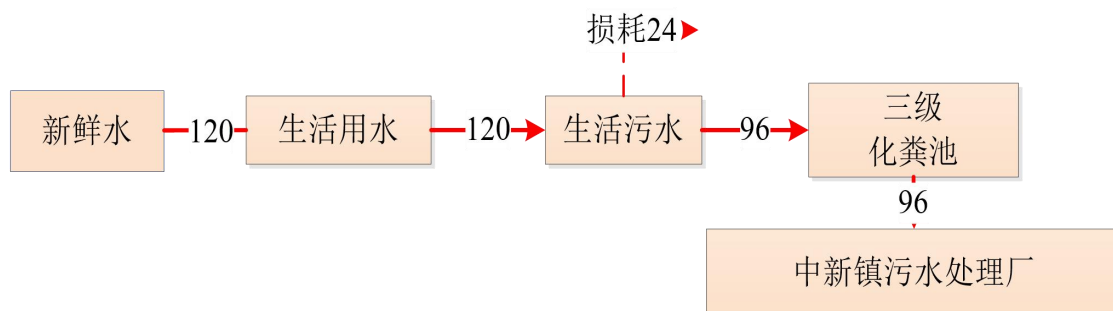 损耗24
新鲜水
120
生活用水
120
生活污水
96
三级
化粪池
96
中新镇污水处理厂